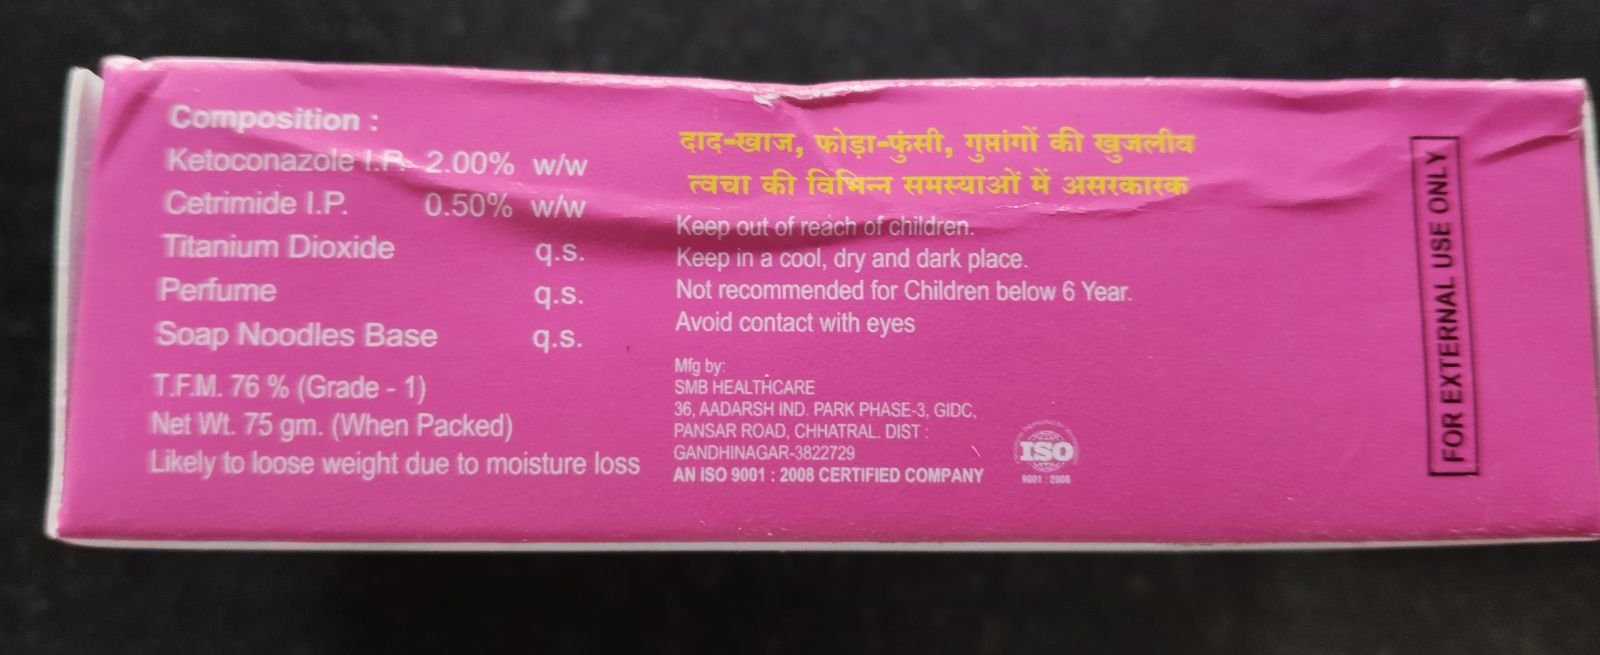 Composition :
Ketoconazole I.P. 2.00% w/w
Cetrimide I.P. 0.50% w/w
Titanium Dioxide q.s.
Perfume q.s.
Soap Noodles Base q.s.
T.F.M. 76 % (Grade - 1)
Net Wt. 75 gm. (When Packed)
Likely to loose weight due to moisture loss
दाद-खाज, फोड़ा-फुंसी, गुप्तांगों की खुजलीव
त्वचा की विभिन्न समस्याओं में असरकारक
Keep out of reach of children.
Keep in a cool, dry and dark place.
Not recommended for Children below 6 Year.
Avoid contact with eyes
Mfg by:
SMB HEALTHCARE
36, AADARSH IND. PARK PHASE-3, GIDC,
PANSAR ROAD, CHHATRAL. DIST :
GANDHINAGAR-3822729
AN ISO 9001 : 2008 CERTIFIED COMPANY
ISO
9001 : 2008
FOR EXTERNAL USE ONLY